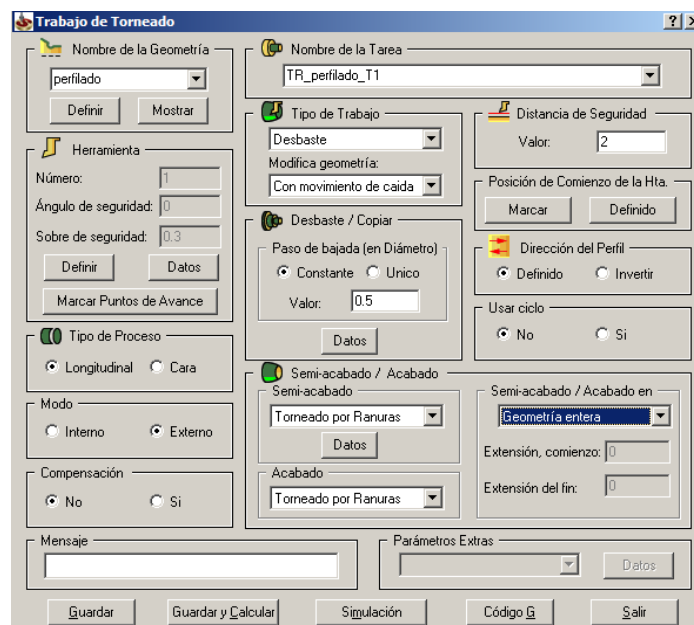 Trabajo de Torneado
Nombre de la Geometría
perfilado
Definir
Mostrar
Nombre de la Tarea
TR_perfilado_T1
Herramienta
Número: 1
Ángulo de seguridad: 0
Sobre de seguridad: 0.3
Definir
Datos
Marcar Puntos de Avance
Tipo de Trabajo
Desbaste
Modifica geometría:
Con movimiento de caida
Distancia de Seguridad
Valor: 2
Posición de Comienzo de la Hta.
Marcar
Definido
Desbaste / Copiar
Paso de bajada (en Diámetro)
Constante
Unico
Valor: 0.5
Datos
Dirección del Perfil
Definido
Invertir
Usar ciclo
No
Si
Tipo de Proceso
Longitudinal
Cara
Modo
Interno
Externo
Compensación
No
Si
Semi-acabado / Acabado
Semi-acabado
Torneado por Ranuras
Datos
Acabado
Torneado por Ranuras
Semi-acabado / Acabado en
Geometría entera
Extensión, comienzo: 0
Extensión del fin: 0
Mensaje
Parámetros Extras
Datos
Guardar
Guardar y Calcular
Simulación
Código G
Salir